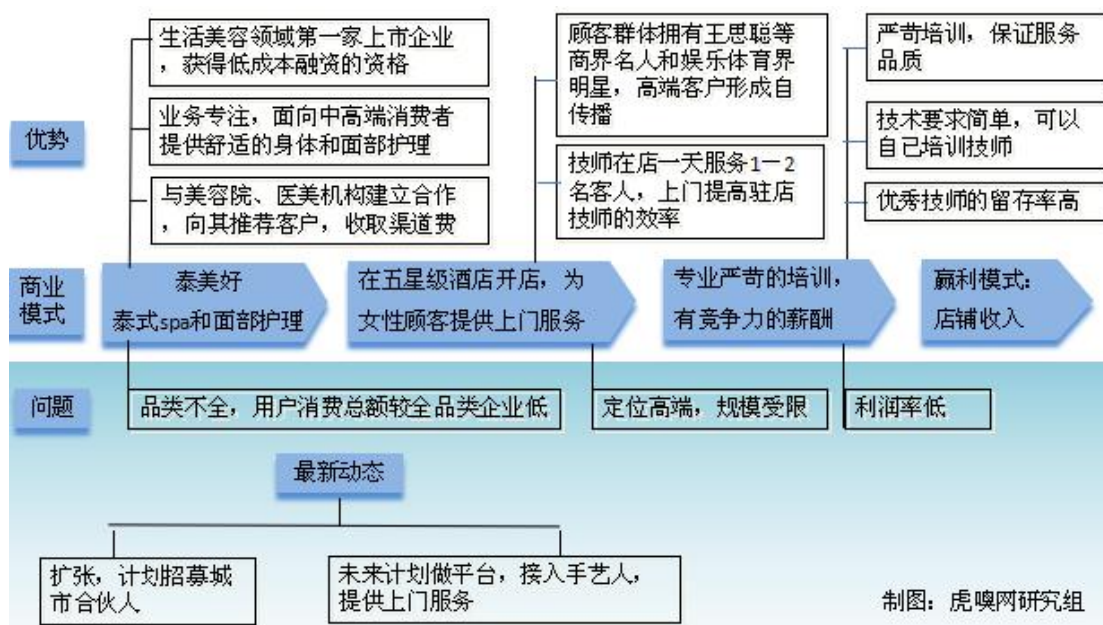 生活美容领域第一家上市企业
，获得低成本融资的资格
业务专注，面向中高端消费者
提供舒适的身体和面部护理
与美容院、医美机构建立合作
，向其推荐客户，收取渠道费
顾客群体拥有王思聪等
商界名人和娱乐体育界
明星，高端客户形成自
传播
技师在店一天服务1—2
名客人，上门提高驻店
技师的效率
严苛培训，保证服务
品质
技术要求简单，可以
自己培训技师
优秀技师的留存率高
优势
商业
模式
泰美好
泰式spa和面部护理
在五星级酒店开店，为
女性顾客提供上门服务
专业严苛的培训，
有竞争力的薪酬
赢利模式：
店铺收入
问题
品类不全，用户消费总额较全品类企业低
定位高端，规模受限
利润率低
最新动态
扩张，计划招募城
市合伙人
未来计划做平台，接入手艺人，
提供上门服务
制图：虎嗅网研究组